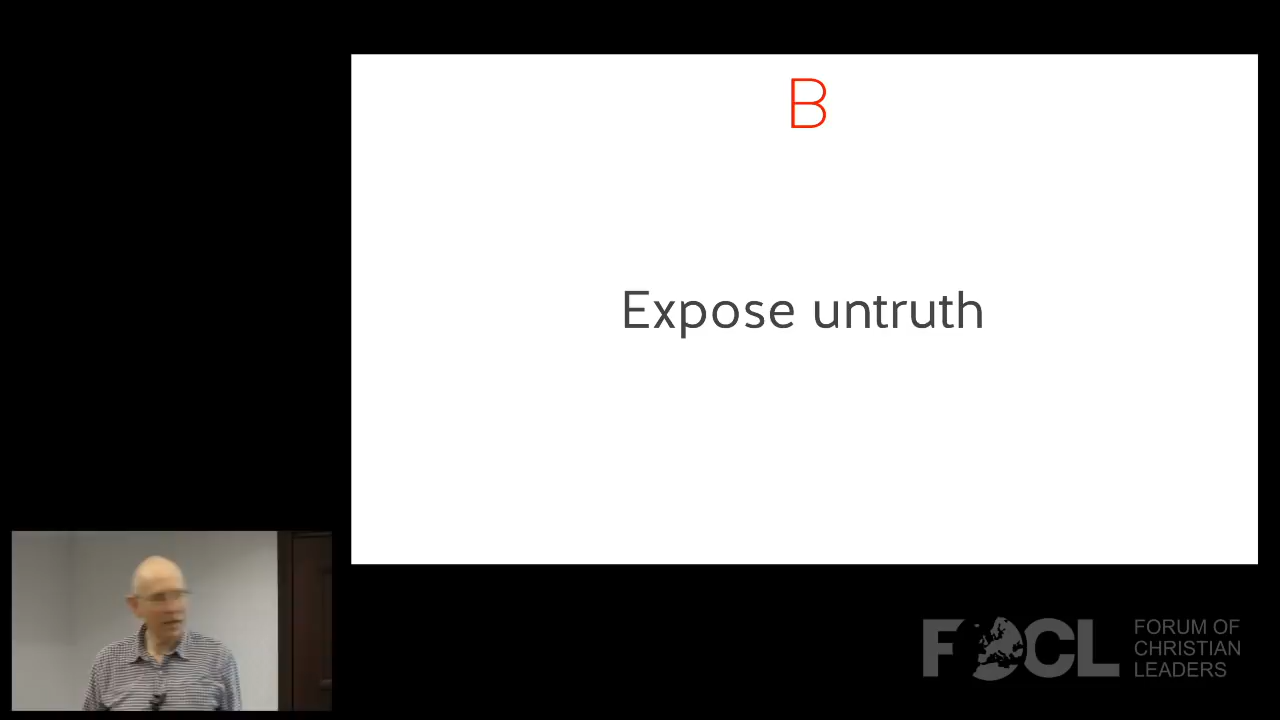 B
Expose untruth
FOCL
FORUM OF
CHRISTIAN
LEADERS